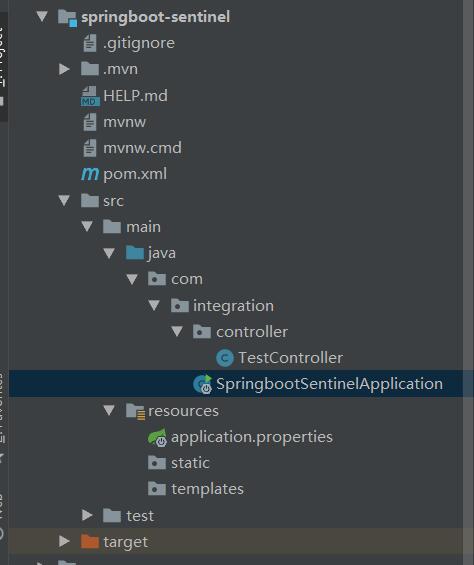 springboot-sentinel
.gitignore
.mvn
HELP.md
mvnw
mvnw.cmd
pom.xml
src
main
java
com
integration
controller
TestController
SpringbootSentinelApplication
resources
application.properties
static
templates
test
target